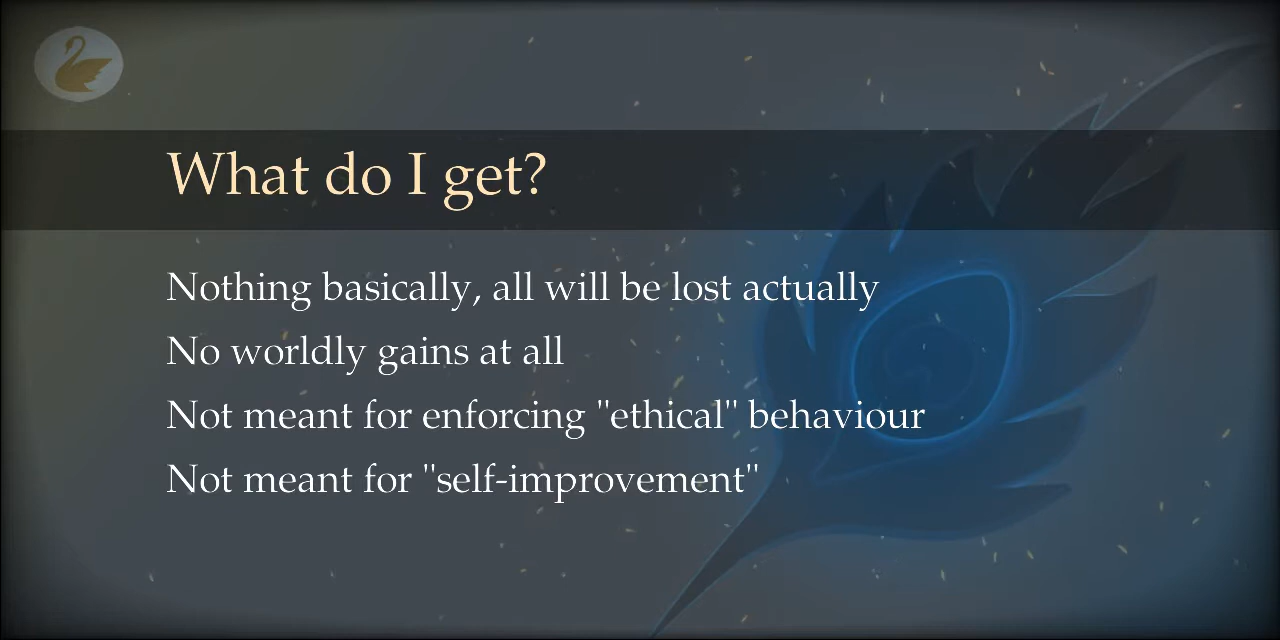 What do I get?
Nothing basically, all will be lost actually
No worldly gains at all
Not meant for enforcing "ethical" behaviour
Not meant for "self-improvement"